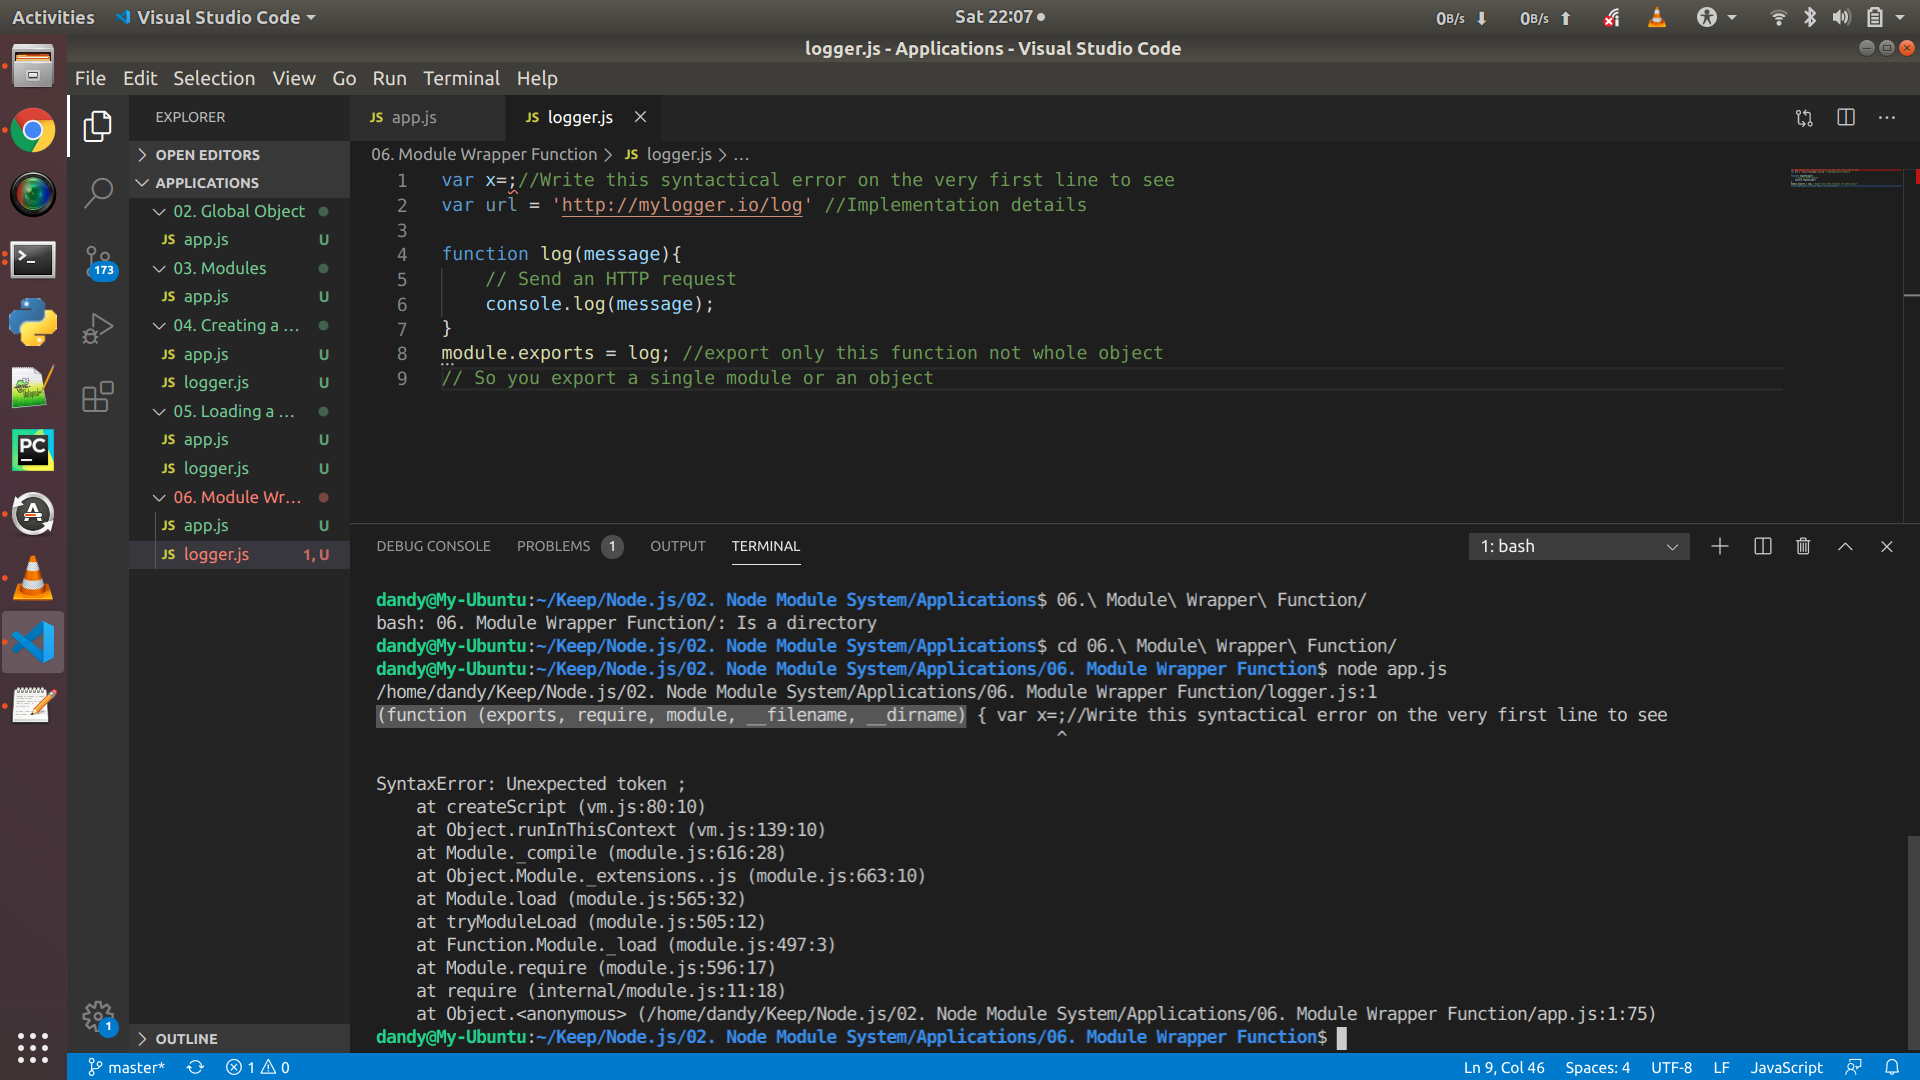 Activities Visual Studio Code Sat 22:07 0B/s 0B/s
logger.js - Applications - Visual Studio Code
File Edit Selection View Go Run Terminal Help
EXPLORER
OPEN EDITORS
APPLICATIONS
02. Global Object
JS app.js U
03. Modules
JS app.js U
04. Creating a ...
JS app.js U
JS logger.js U
05. Loading a ...
JS app.js U
JS logger.js U
06. Module Wr...
JS app.js U
JS logger.js 1, U
OUTLINE
173
1
PC
JS app.js JS logger.js
06. Module Wrapper Function > JS logger.js > ...
1 var x=;//Write this syntactical error on the very first line to see
2 var url = 'http://mylogger.io/log' //Implementation details
3
4 function log(message){
5 // Send an HTTP request
6 console.log(message);
7 }
8 module.exports = log; //export only this function not whole object
9 // So you export a single module or an object
DEBUG CONSOLE PROBLEMS 1 OUTPUT TERMINAL 1: bash
dandy@My-Ubuntu:~/Keep/Node.js/02. Node Module System/Applications$ 06.\ Module\ Wrapper\ Function/
bash: 06. Module Wrapper Function/: Is a directory
dandy@My-Ubuntu:~/Keep/Node.js/02. Node Module System/Applications$ cd 06.\ Module\ Wrapper\ Function/
dandy@My-Ubuntu:~/Keep/Node.js/02. Node Module System/Applications/06. Module Wrapper Function$ node app.js
/home/dandy/Keep/Node.js/02. Node Module System/Applications/06. Module Wrapper Function/logger.js:1
(function (exports, require, module, __filename, __dirname) { var x=;//Write this syntactical error on the very first line to see
^
SyntaxError: Unexpected token ;
at createScript (vm.js:80:10)
at Object.runInThisContext (vm.js:139:10)
at Module._compile (module.js:616:28)
at Object.Module._extensions..js (module.js:663:10)
at Module.load (module.js:565:32)
at tryModuleLoad (module.js:505:12)
at Function.Module._load (module.js:497:3)
at Module.require (module.js:596:17)
at require (internal/module.js:11:18)
at Object.<anonymous> (/home/dandy/Keep/Node.js/02. Node Module System/Applications/06. Module Wrapper Function/app.js:1:75)
dandy@My-Ubuntu:~/Keep/Node.js/02. Node Module System/Applications/06. Module Wrapper Function$
master* 1 0 Ln 9, Col 46 Spaces: 4 UTF-8 LF JavaScript